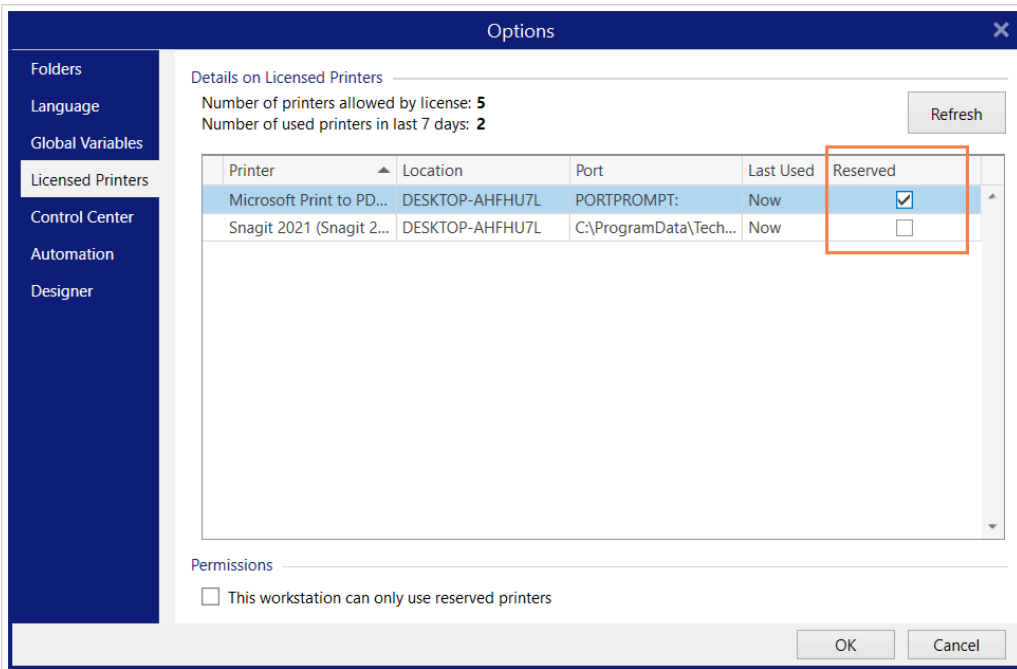 Options
Folders
Language
Global Variables
Licensed Printers
Control Center
Automation
Designer
Details on Licensed Printers
Number of printers allowed by license: 5
Number of used printers in last 7 days: 2
Refresh
Printer Location Port Last Used Reserved
Microsoft Print to PD... DESKTOP-AHFHU7L PORTPROMPT: Now
Snagit 2021 (Snagit 2... DESKTOP-AHFHU7L C:\ProgramData\Tech... Now
Permissions
This workstation can only use reserved printers
OK Cancel